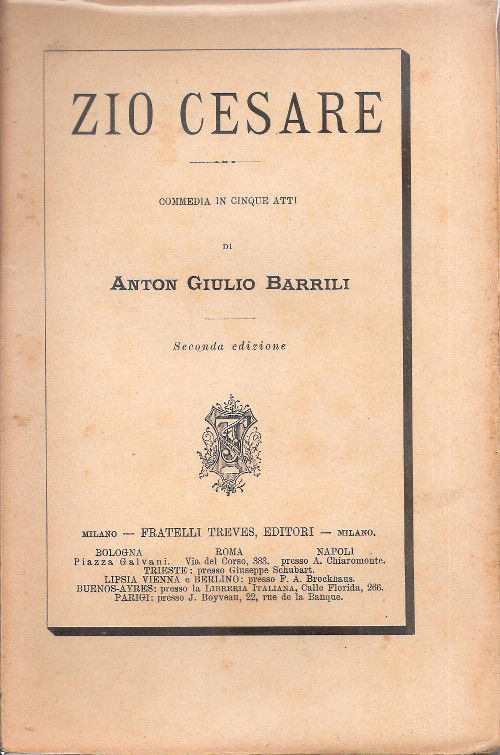 ZIO CESARE
COMMEDIA IN CINQUE ATTI
DI
ANTON GIULIO BARRILI
Seconda edizione
MILANO — FRATELLI TREVES, EDITORI — MILANO.
BOLOGNA ROMA NAPOLI
Piazza Galvani. Via del Corso, 383. presso A. Chiaromonte.
TRIESTE: presso Giuseppe Schubart.
LIPSIA VIENNA e BERLINO: presso F. A. Brockhaus.
BUENOS-AYRES: presso la LIBRERIA ITALIANA, Calle Florida, 266.
PARIGI: presso J. Boyveau, 22, rue de la Banque.